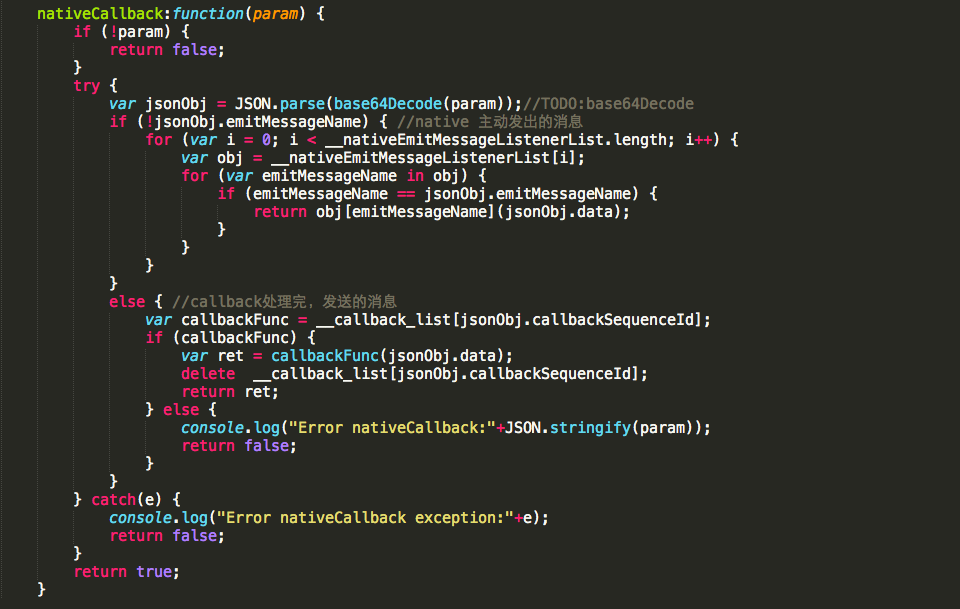 nativeCallback:function(param) {
    if (!param) {
        return false;
    }
    try {
        var jsonObj = JSON.parse(base64Decode(param));//TODO:base64Decode
        if (!jsonObj.emitMessageName) { //native 主动发出的消息
            for (var i = 0; i < __nativeEmitMessageListenerList.length; i++) {
                var obj = __nativeEmitMessageListenerList[i];
                for (var emitMessageName in obj) {
                    if (emitMessageName == jsonObj.emitMessageName) {
                        return obj[emitMessageName](jsonObj.data);
                    }
                }
            }
        }
        else { //callback处理完，发送的消息
            var callbackFunc = __callback_list[jsonObj.callbackSequenceId];
            if (callbackFunc) {
                var ret = callbackFunc(jsonObj.data);
                delete  __callback_list[jsonObj.callbackSequenceId];
                return ret;
            } else {
                console.log("Error nativeCallback:"+JSON.stringify(param));
                return false;
            }
        }
    } catch(e) {
        console.log("Error nativeCallback exception:"+e);
        return false;
    }
    return true;
}